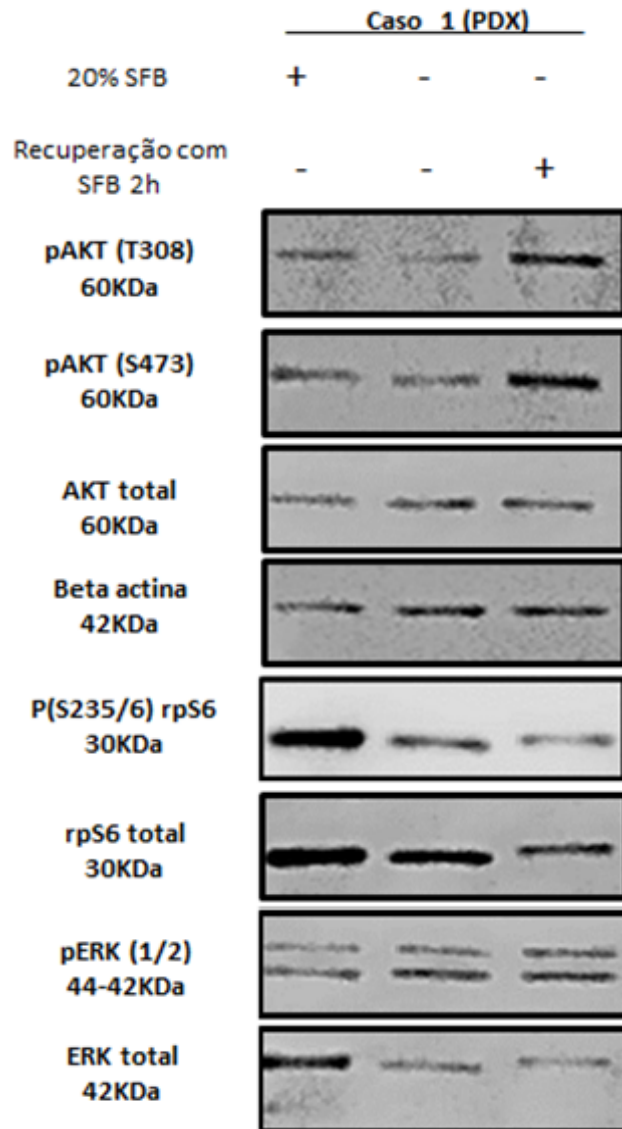 Caso 1 (PDX)
20% SFB + - -
Recuperação com
SFB 2h - - +
pAKT (T308)
60KDa
pAKT (S473)
60KDa
AKT total
60KDa
Beta actina
42KDa
P(S235/6) rpS6
30KDa
rpS6 total
30KDa
pERK (1/2)
44-42KDa
ERK total
42KDa